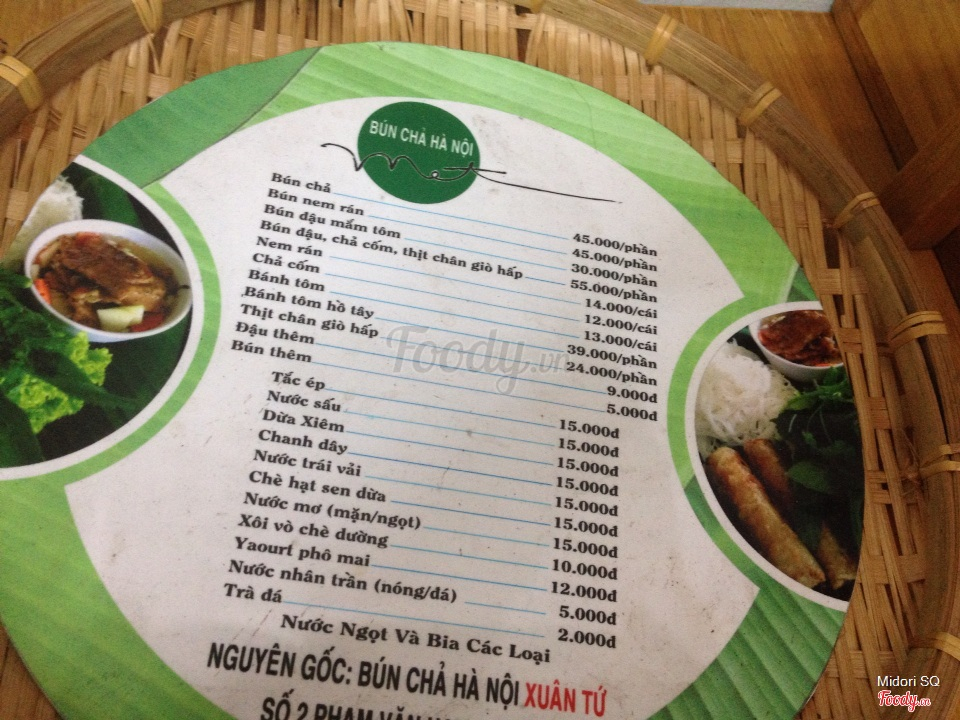 BÚN CHẢ HÀ NỘI
Bún chả 45.000/phần
Bún nem rán 45.000/phần
Bún đậu mắm tôm 30.000/phần
Bún đậu, chả cốm, thịt chân giò hấp 55.000/phần
Nem rán 14.000/cái
Chả cốm 12.000/cái
Bánh tôm 13.000/cái
Bánh tôm hồ tây 39.000/phần
Thịt chân giò hấp 24.000/phần
Đậu thêm 9.000đ
Bún thêm 5.000đ
Tắc ép 15.000đ
Nước sấu 15.000đ
Dừa Xiêm 15.000đ
Chanh dây 15.000đ
Nước trái vải 15.000đ
Chè hạt sen dừa 15.000đ
Nước mơ (mặn/ngọt) 15.000đ
Xôi vò chè đường 10.000đ
Yaourt phô mai 12.000đ
Nước nhân trần (nóng/đá) 5.000đ
Trà đá 2.000đ
Nước Ngọt Và Bia Các Loại
NGUYÊN GỐC: BÚN CHẢ HÀ NỘI XUÂN TỨ
SỐ 2 PHẠM VĂN
Foody.vn
Midori SQ
Foody.vn